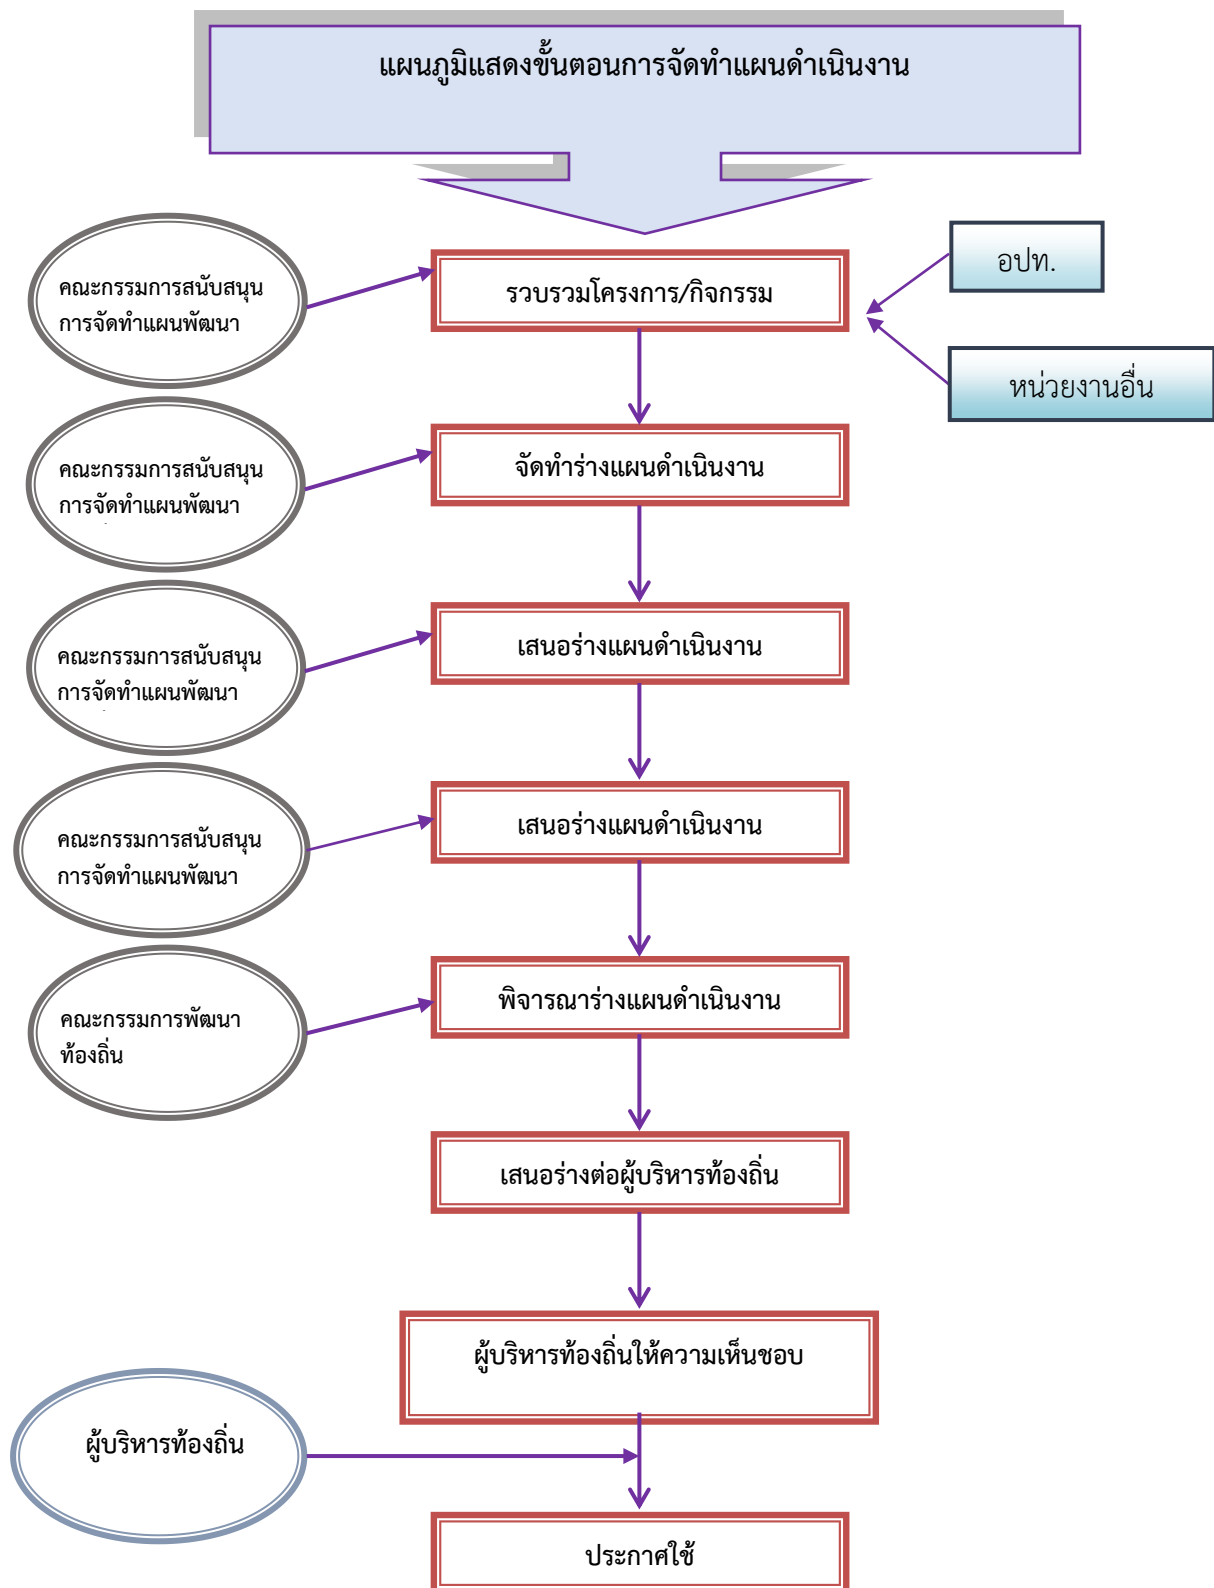 แผนภูมิแสดงขั้นตอนการจัดทำแผนดำเนินงาน
คณะกรรมการสนับสนุน
การจัดทำแผนพัฒนา
รวบรวมโครงการ/กิจกรรม
อปท.
หน่วยงานอื่น
คณะกรรมการสนับสนุน
การจัดทำแผนพัฒนา
จัดทำร่างแผนดำเนินงาน
คณะกรรมการสนับสนุน
การจัดทำแผนพัฒนา
เสนอร่างแผนดำเนินงาน
คณะกรรมการสนับสนุน
การจัดทำแผนพัฒนา
เสนอร่างแผนดำเนินงาน
คณะกรรมการพัฒนา
ท้องถิ่น
พิจารณาร่างแผนดำเนินงาน
เสนอร่างต่อผู้บริหารท้องถิ่น
ผู้บริหารท้องถิ่นให้ความเห็นชอบ
ผู้บริหารท้องถิ่น
ประกาศใช้